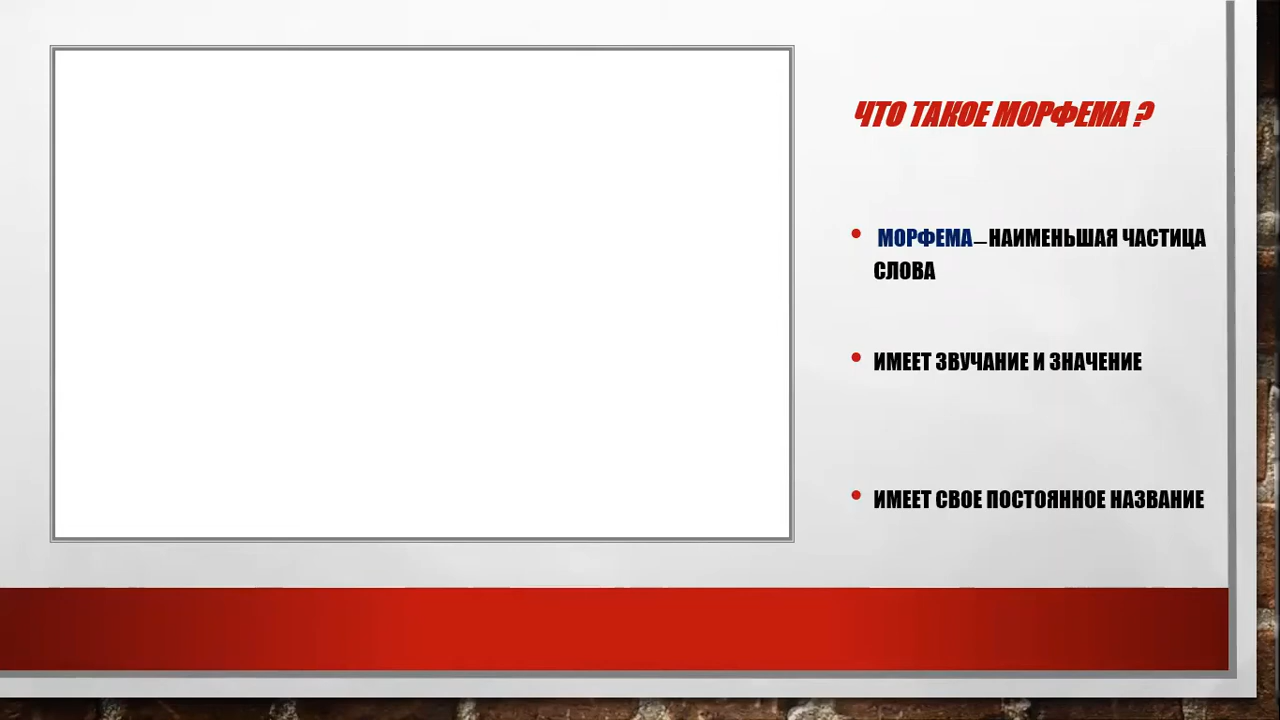 ЧТО ТАКОЕ МОРФЕМА ?
• МОРФЕМА – НАИМЕНЬШАЯ ЧАСТИЦА
СЛОВА
• ИМЕЕТ ЗВУЧАНИЕ И ЗНАЧЕНИЕ
• ИМЕЕТ СВОЕ ПОСТОЯННОЕ НАЗВАНИЕ